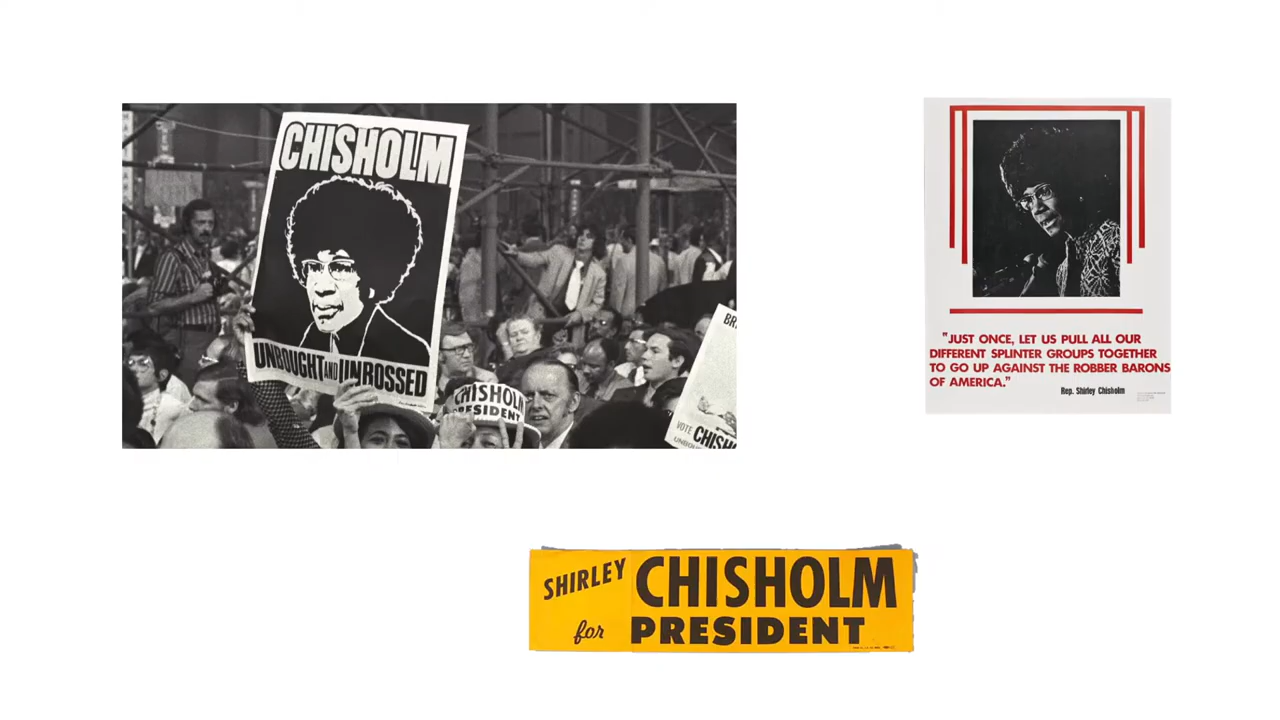 CHISHOLM
UNBOUGHT AND UNBOSSED
CHISHOLM
PRESIDENT
VOTE
"JUST ONCE, LET US PULL ALL OUR
DIFFERENT SPLINTER GROUPS TOGETHER
TO GO UP AGAINST THE ROBBER BARONS
OF AMERICA."
Rep. Shirley Chisholm
SHIRLEY CHISHOLM
for PRESIDENT